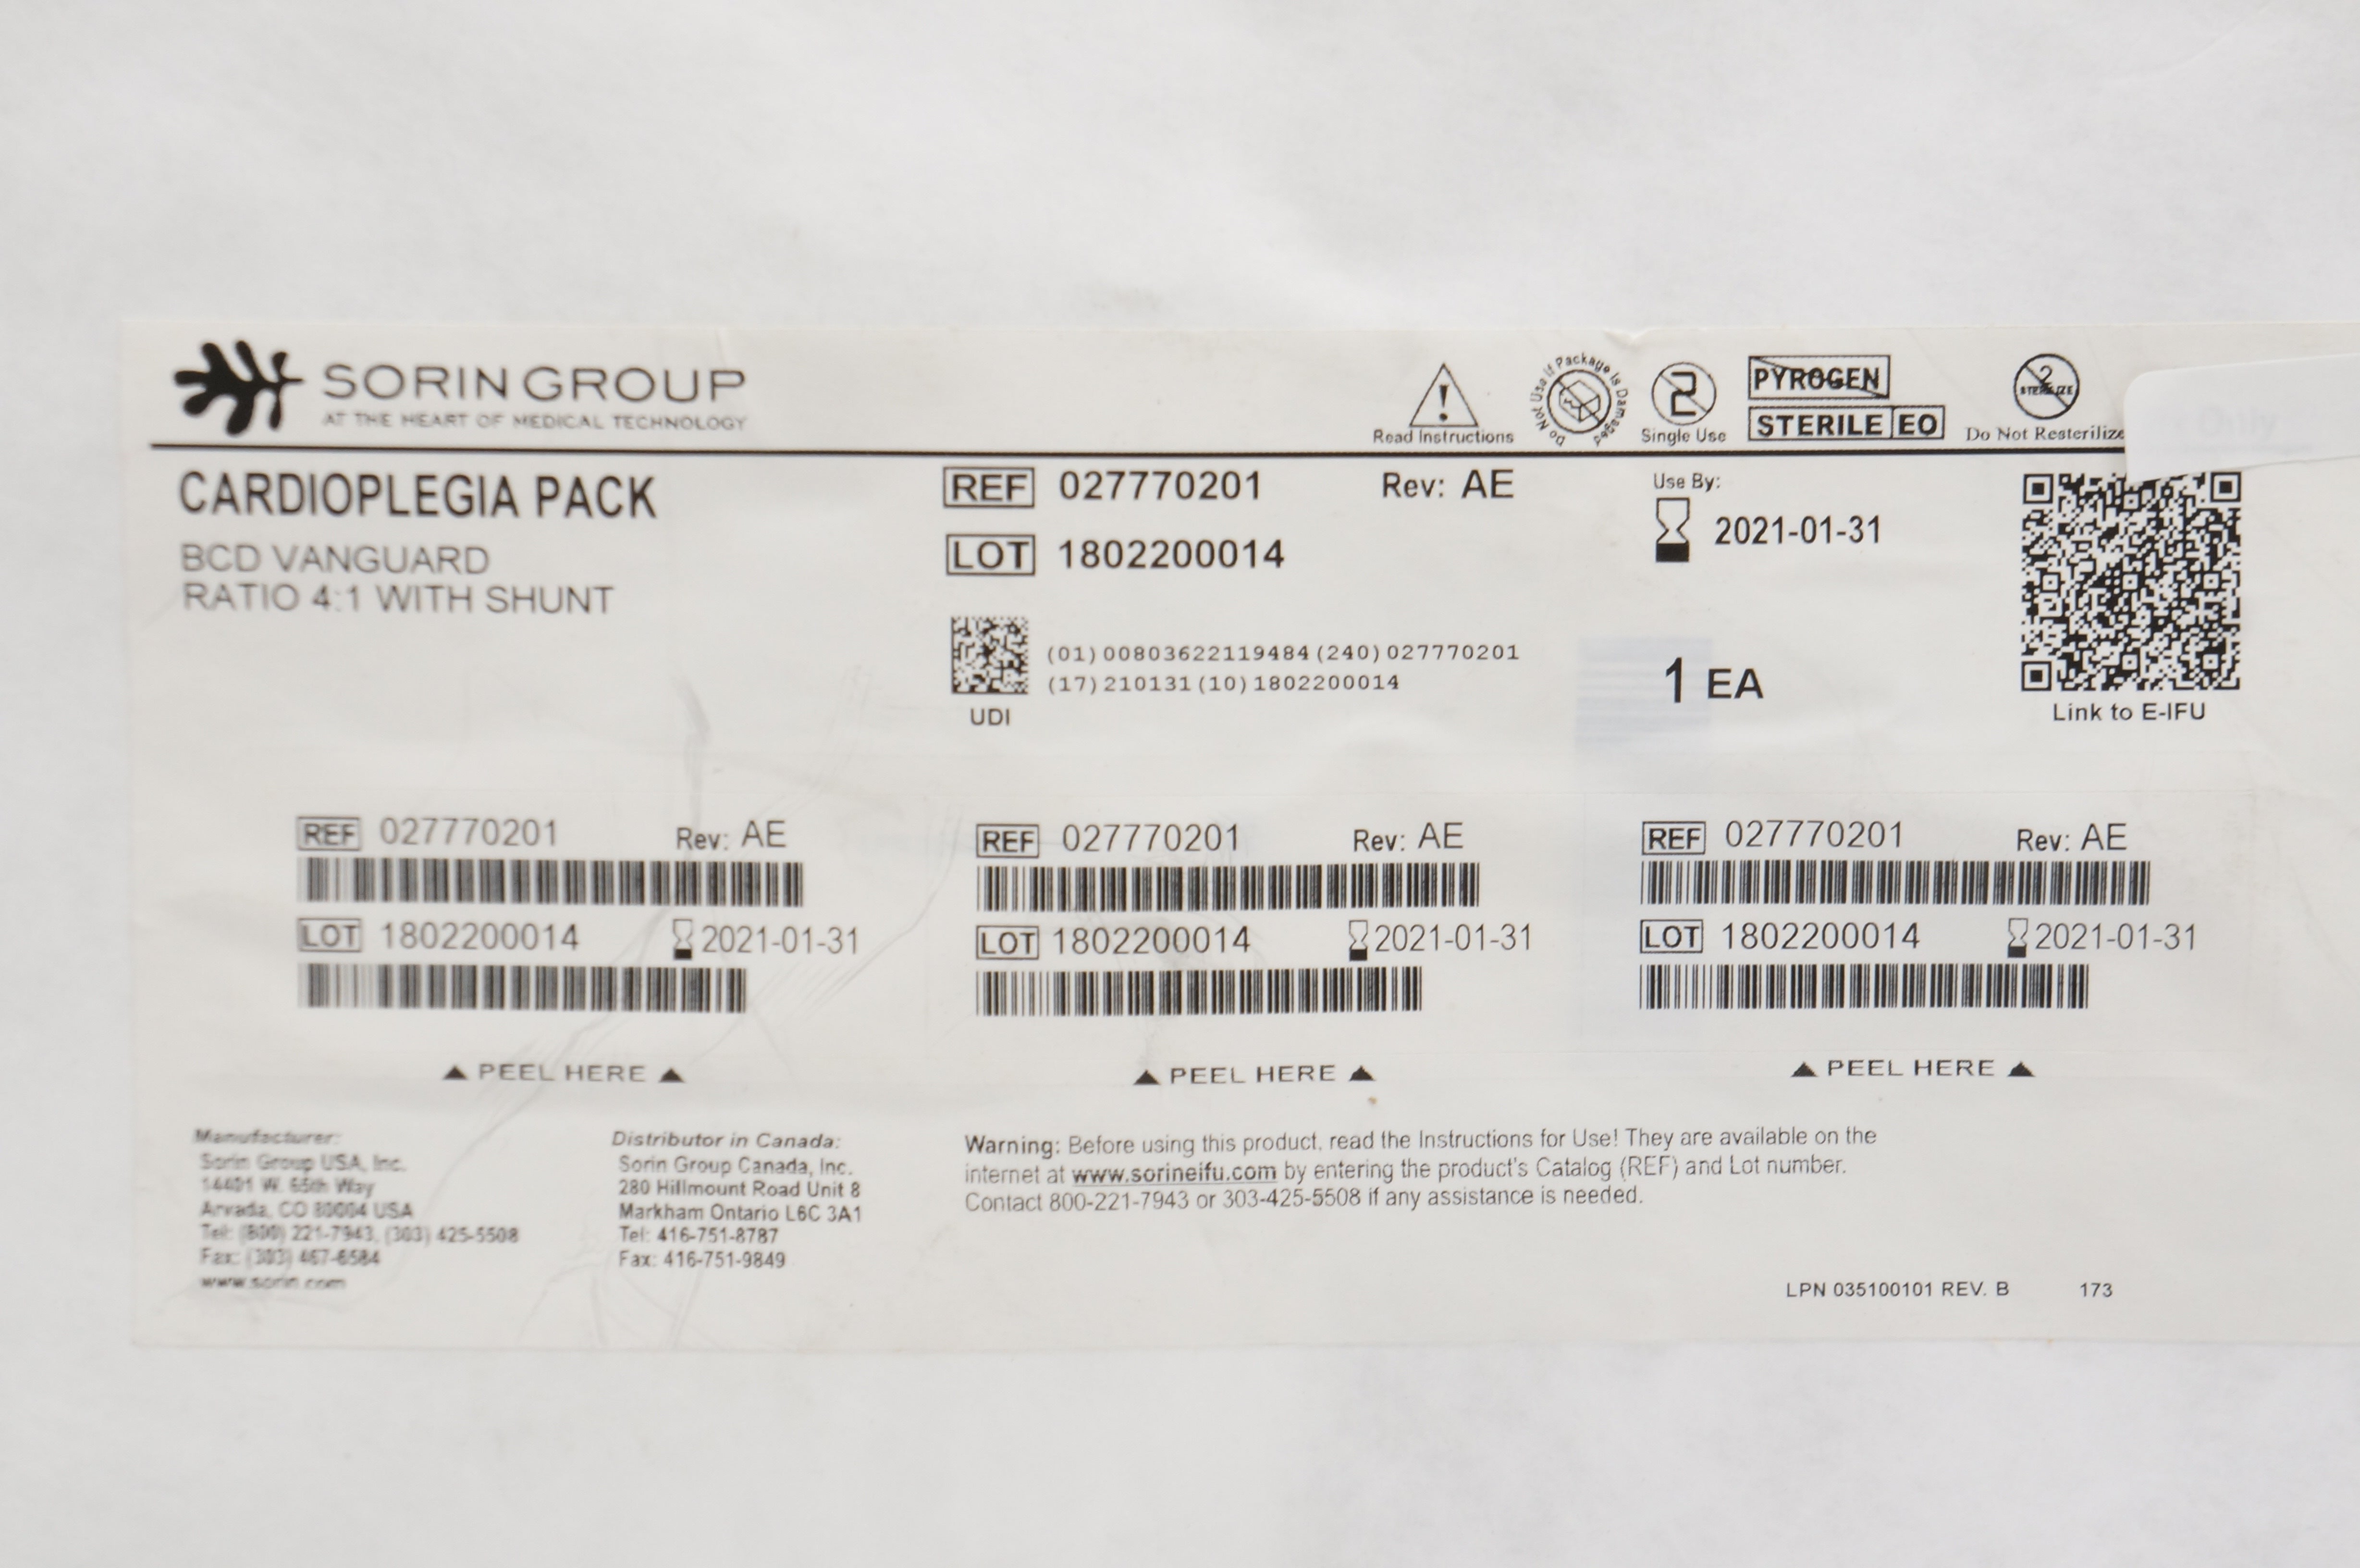 SORIN GROUP
AT THE HEART OF MEDICAL TECHNOLOGY
Read Instructions
Do Not Use if Package is Damaged
2
Single Use
PYROGEN
STERILE EO
2
STERILIZE
Do Not Resterilize
Only
CARDIOPLEGIA PACK
BCD VANGUARD
RATIO 4:1 WITH SHUNT
REF 027770201 Rev: AE
LOT 1802200014
Use By:
2021-01-31
(01)00803622119484(240)027770201
(17)210131(10)1802200014
UDI
1 EA
Link to E-IFU
REF 027770201 Rev: AE
LOT 1802200014 2021-01-31
▲ PEEL HERE ▲
REF 027770201 Rev: AE
LOT 1802200014 2021-01-31
▲ PEEL HERE ▲
REF 027770201 Rev: AE
LOT 1802200014 2021-01-31
▲ PEEL HERE ▲
Manufacturer:
Sorin Group USA, Inc.
14401 W. 65th Way
Arvada, CO 80004 USA
Tel: (800) 221-7943, (303) 425-5508
Fax: (303) 467-6584
www.sorin.com
Distributor in Canada:
Sorin Group Canada, Inc.
280 Hillmount Road Unit 8
Markham Ontario L6C 3A1
Tel: 416-751-8787
Fax: 416-751-9849
Warning: Before using this product, read the Instructions for Use! They are available on the
internet at www.sorineifu.com by entering the product's Catalog (REF) and Lot number.
Contact 800-221-7943 or 303-425-5508 if any assistance is needed.
LPN 035100101 REV. B 173